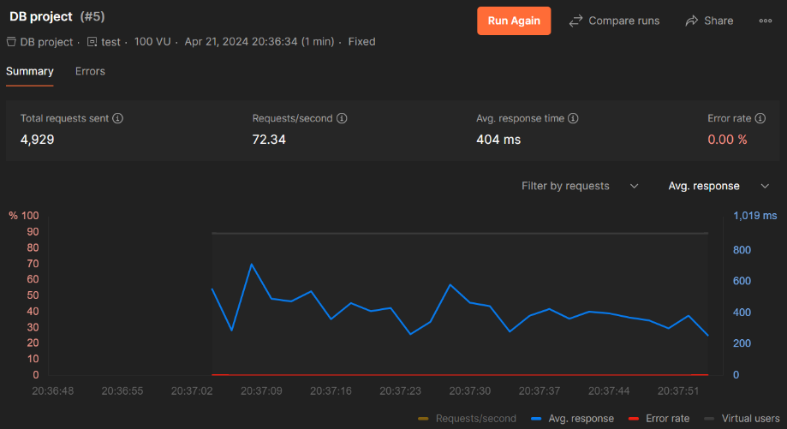 DB project (#5)
Run Again
Compare runs
Share
DB project · test · 100 VU · Apr 21, 2024 20:36:34 (1 min) · Fixed
Summary
Errors
Total requests sent
Requests/second
Avg. response time
Error rate
4,929
72.34
404 ms
0.00 %
Filter by requests
Avg. response
% 100
90
80
70
60
50
40
30
20
10
0
1,019 ms
800
600
400
200
0
20:36:48
20:36:55
20:37:02
20:37:09
20:37:16
20:37:23
20:37:30
20:37:37
20:37:44
20:37:51
Requests/second
Avg. response
Error rate
Virtual users